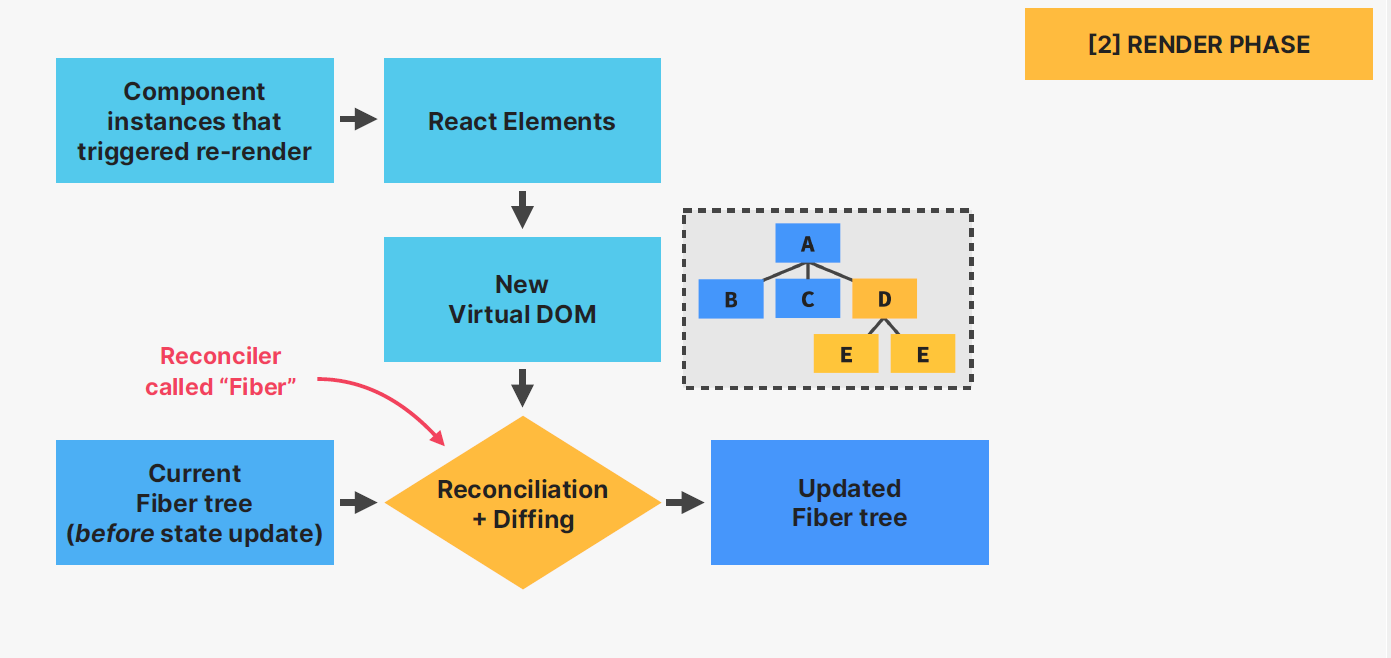 [2] RENDER PHASE
Component
instances that
triggered re-render
React Elements
New
Virtual DOM
A
B
C
D
E
E
Reconciler
called “Fiber”
Current
Fiber tree
(before state update)
Reconciliation
+ Diffing
Updated
Fiber tree